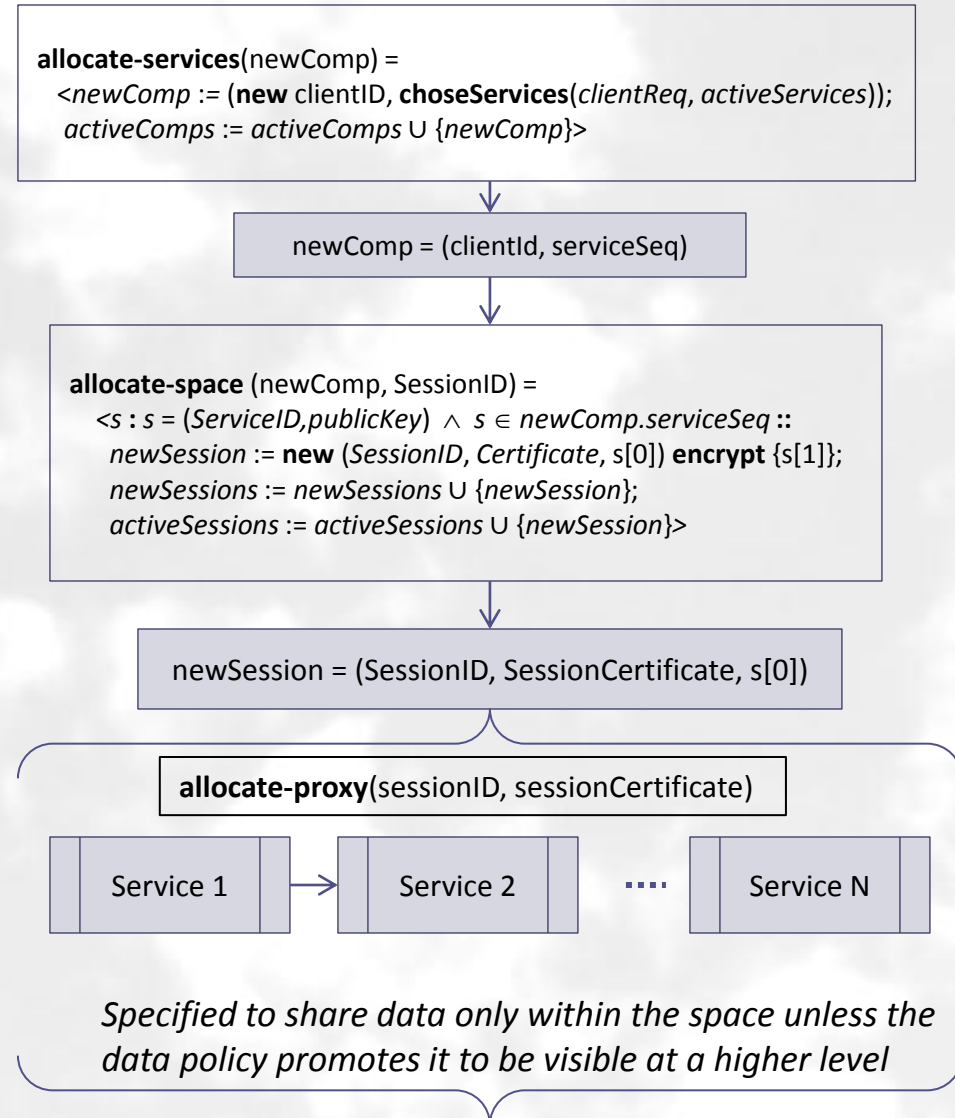 allocate-services(newComp) =
<newComp := (new clientID, choseServices(clientReq, activeServices));
activeComps := activeComps ∪ {newComp}>
newComp = (clientId, serviceSeq)
allocate-space (newComp, SessionID) =
<s : s = (ServiceID,publicKey) ∧ s ∈ newComp.serviceSeq ::
newSession := new (SessionID, Certificate, s[0]) encrypt {s[1]};
newSessions := newSessions ∪ {newSession};
activeSessions := activeSessions ∪ {newSession}>
newSession = (SessionID, SessionCertificate, s[0])
allocate-proxy(sessionID, sessionCertificate)
Service 1
Service 2
Service N
Specified to share data only within the space unless the
data policy promotes it to be visible at a higher level